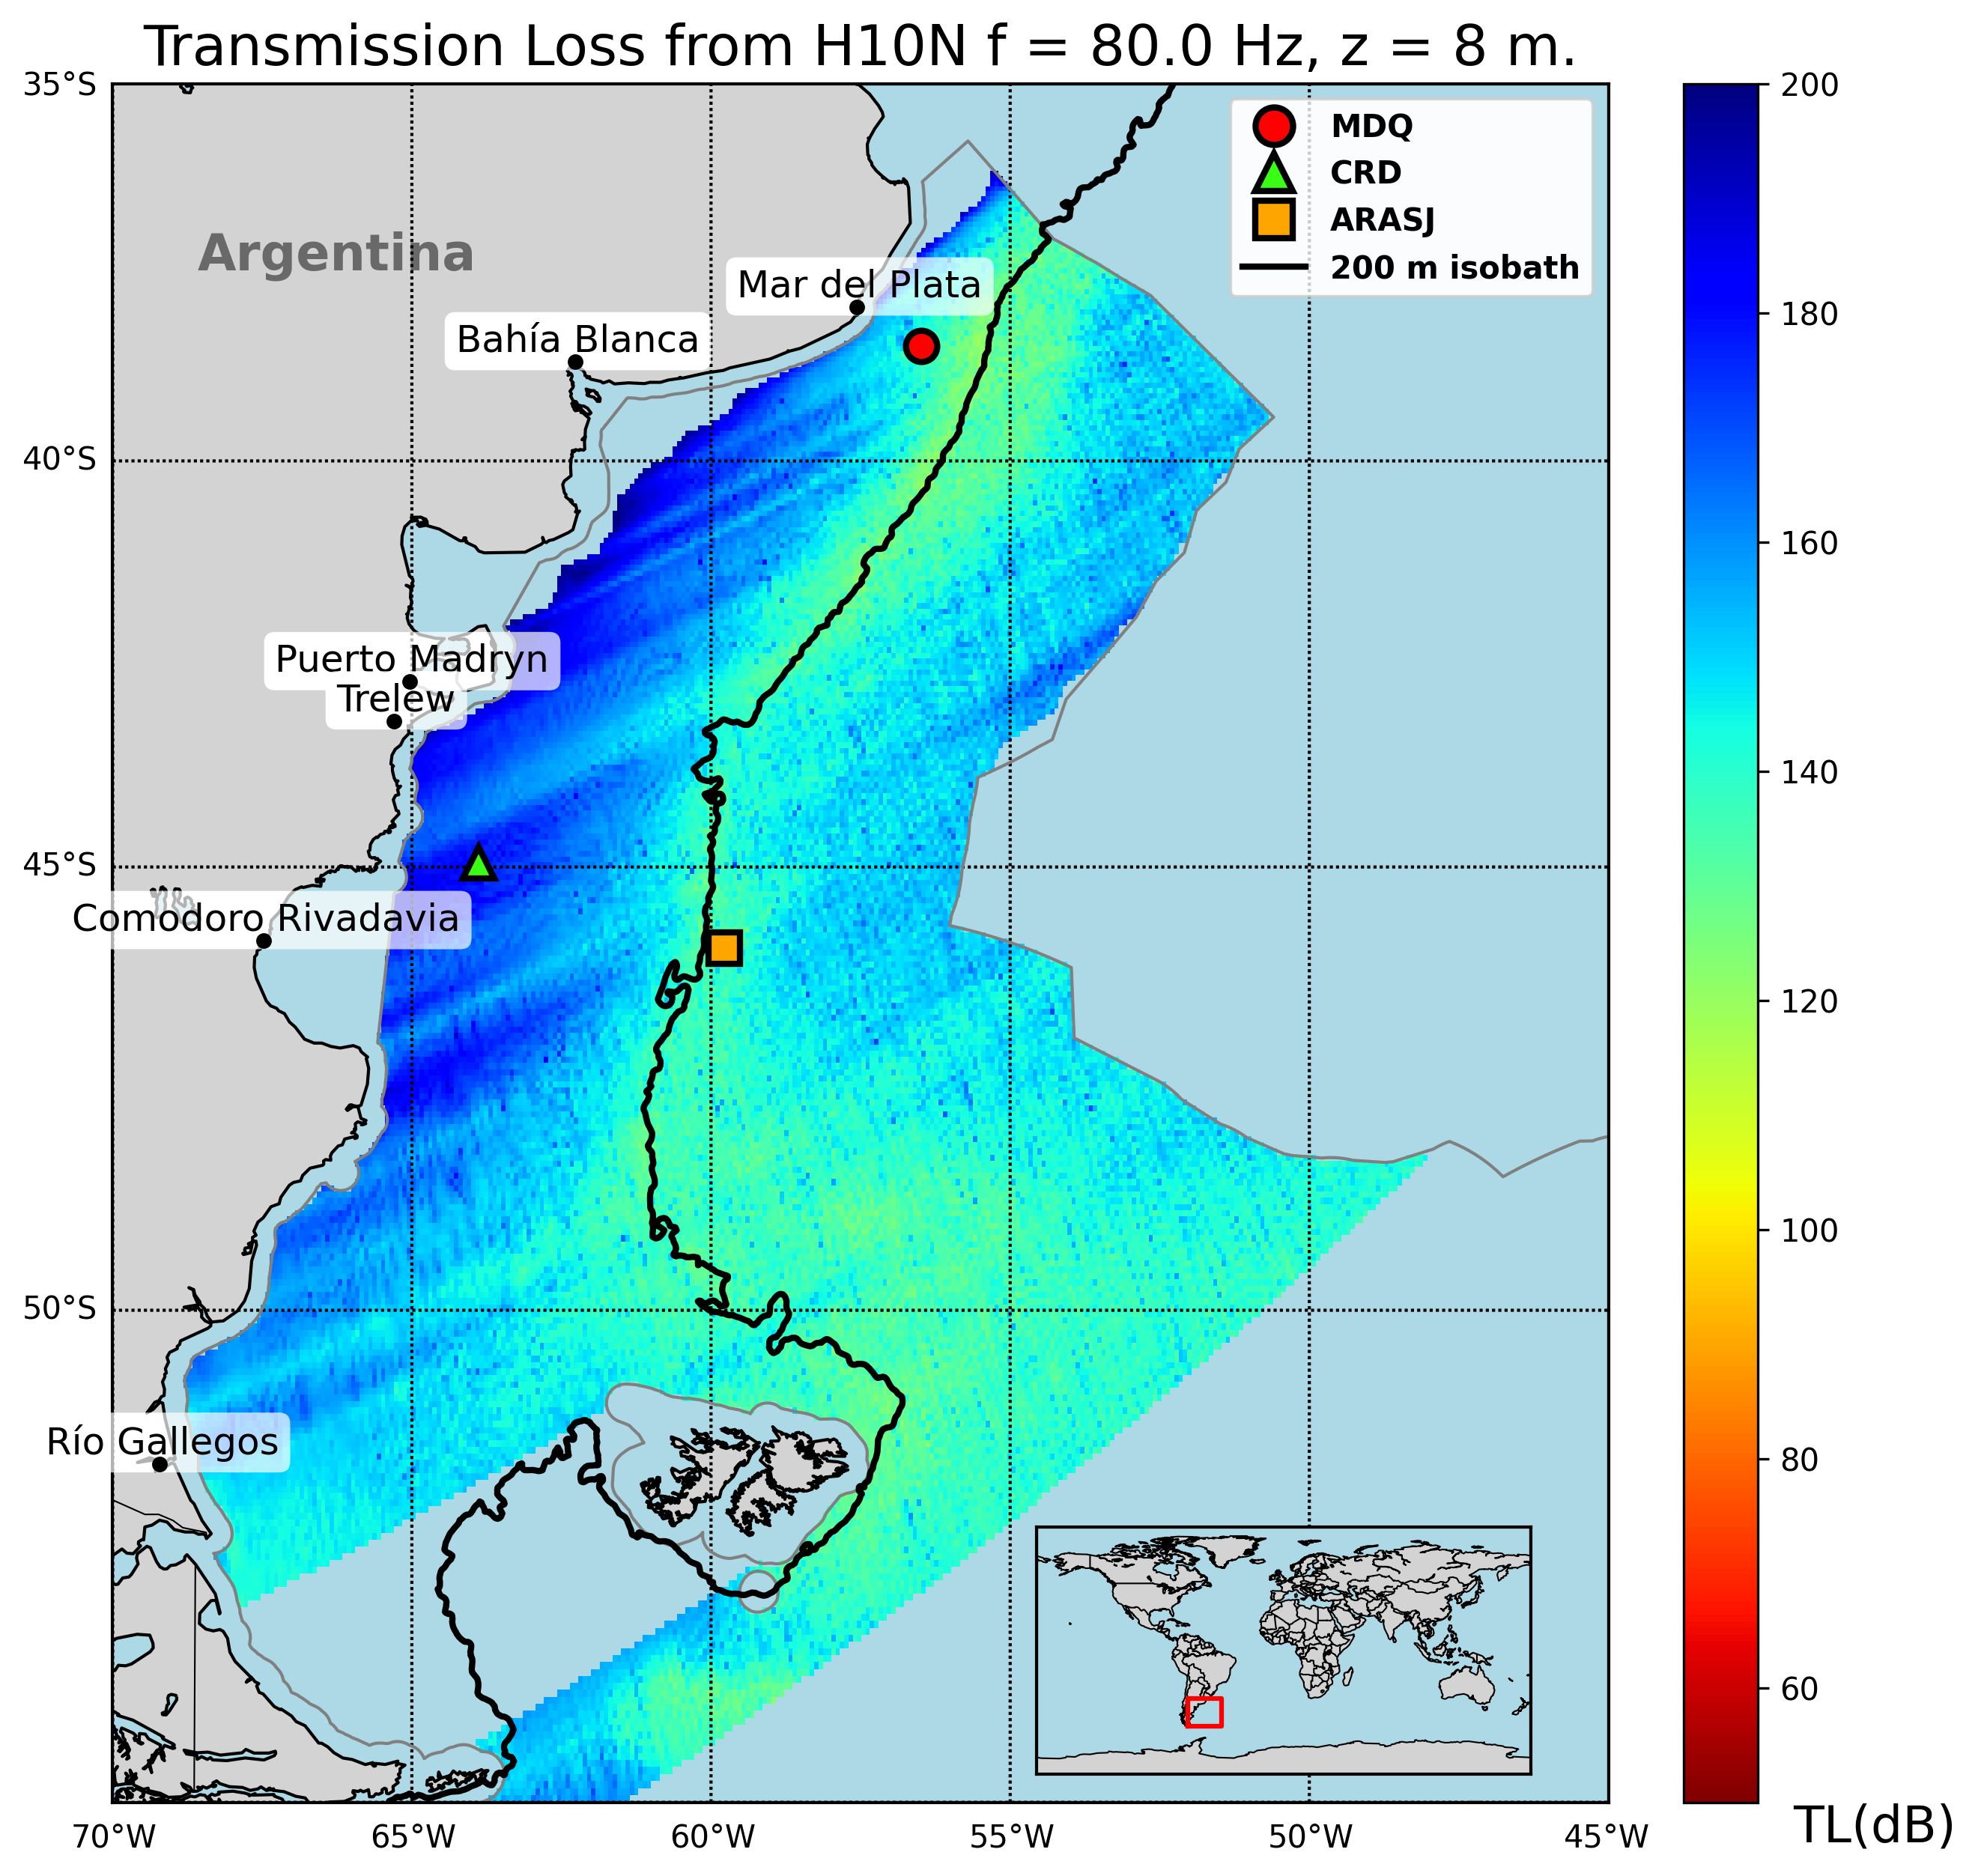 Transmission Loss from H10N f = 80.0 Hz, z = 8 m.
35°S
40°S
45°S
50°S
70°W
65°W
60°W
55°W
50°W
45°W
MDQ
CRD
ARASJ
200 m isobath
Argentina
Mar del Plata
Bahía Blanca
Puerto Madryn
Trelew
Comodoro Rivadavia
Río Gallegos
200
180
160
140
120
100
80
60
TL(dB)